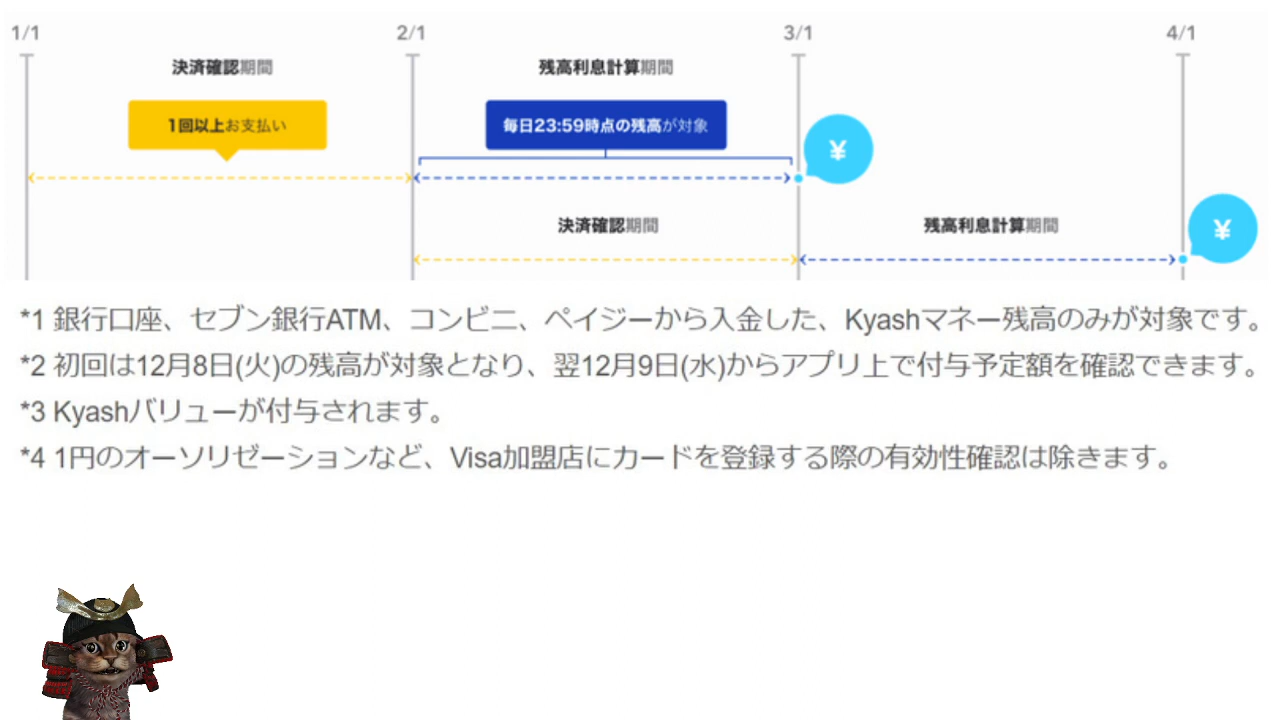 1/1 2/1 3/1 4/1
決済確認期間 残高利息計算期間
1回以上お支払い 毎日23:59時点の残高が対象 ¥
決済確認期間 残高利息計算期間 ¥
*1 銀行口座、セブン銀行ATM、コンビニ、ペイジーから入金した、Kyashマネー残高のみが対象です。
*2 初回は12月8日(火)の残高が対象となり、翌12月9日(水)からアプリ上で付与予定額を確認できます。
*3 Kyashバリューが付与されます。
*4 1円のオーソリゼーションなど、Visa加盟店にカードを登録する際の有効性確認は除きます。